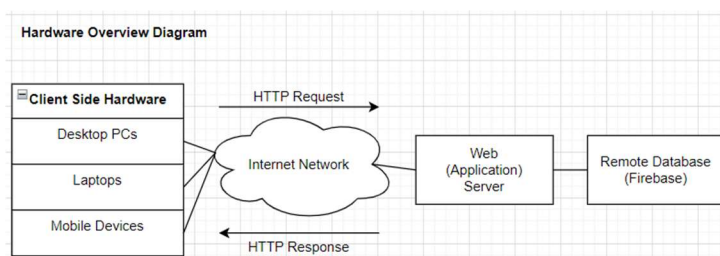 Hardware Overview Diagram
Client Side Hardware
Desktop PCs
Laptops
Mobile Devices
HTTP Request
Internet Network
HTTP Response
Web
(Application)
Server
Remote Database
(Firebase)